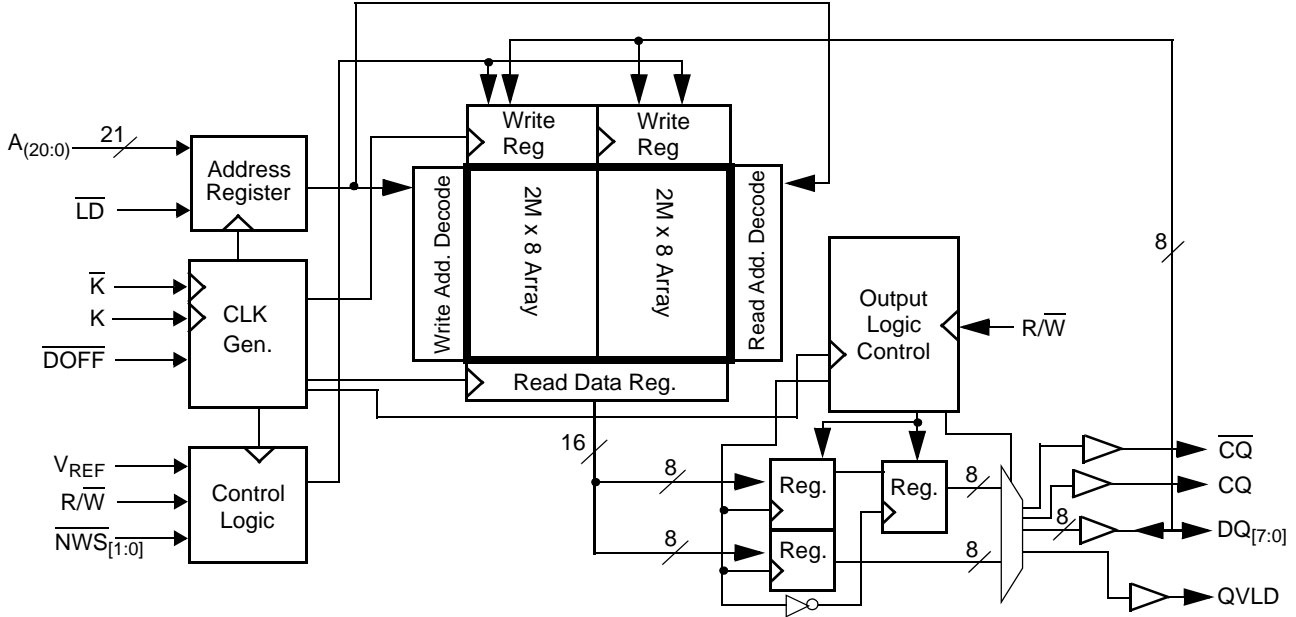 A(20:0)
21
LD
Address
Register
K
K
DOFF
CLK
Gen.
VREF
R/W
NWS[1:0]
Control
Logic
Write
Reg
Write
Reg
Write Add. Decode
2M x 8 Array
2M x 8 Array
Read Add. Decode
Read Data Reg.
16
8
8
Output
Logic
Control
R/W
8
Reg.
Reg.
Reg.
8
8
8
CQ
CQ
DQ[7:0]
QVLD